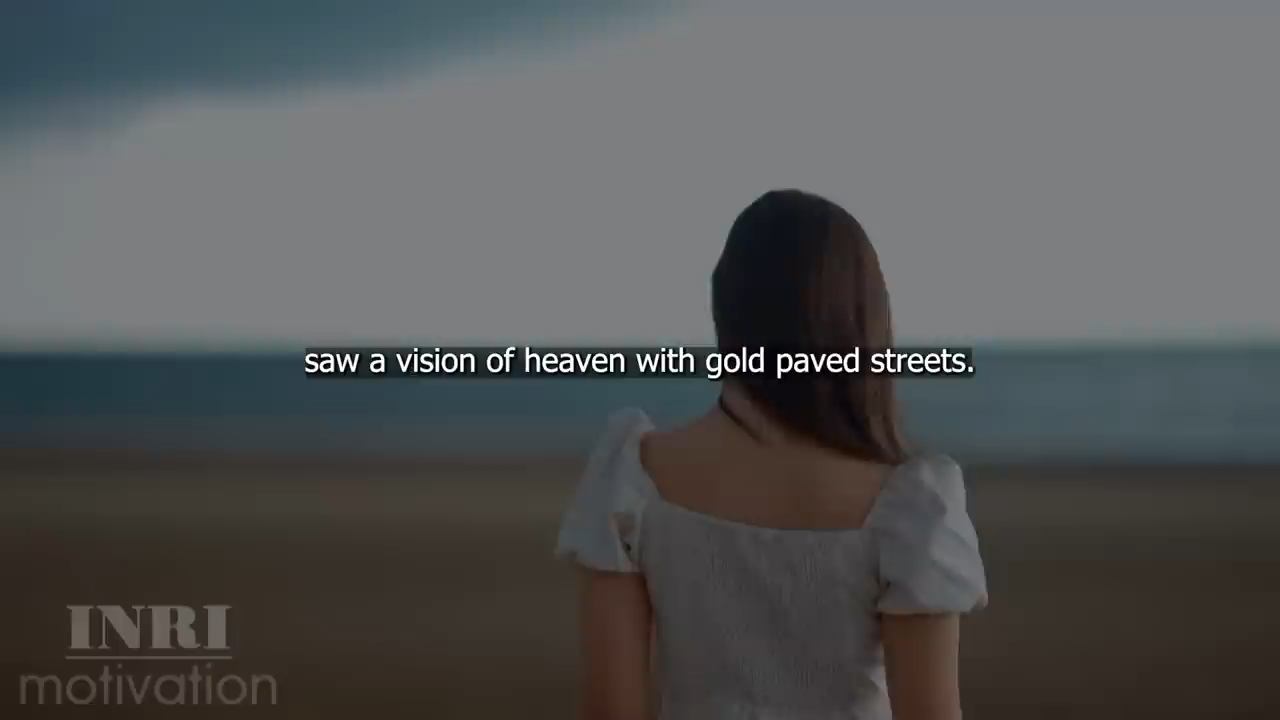 saw a vision of heaven with gold paved streets.
INRI
motivation